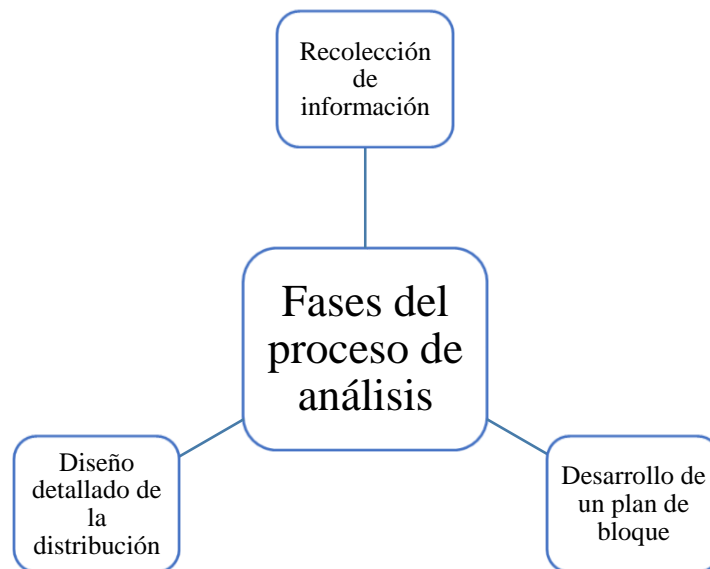 Recolección
de
información
Fases del
proceso de
análisis
Diseño
detallado de
la
distribución
Desarrollo de
un plan de
bloque